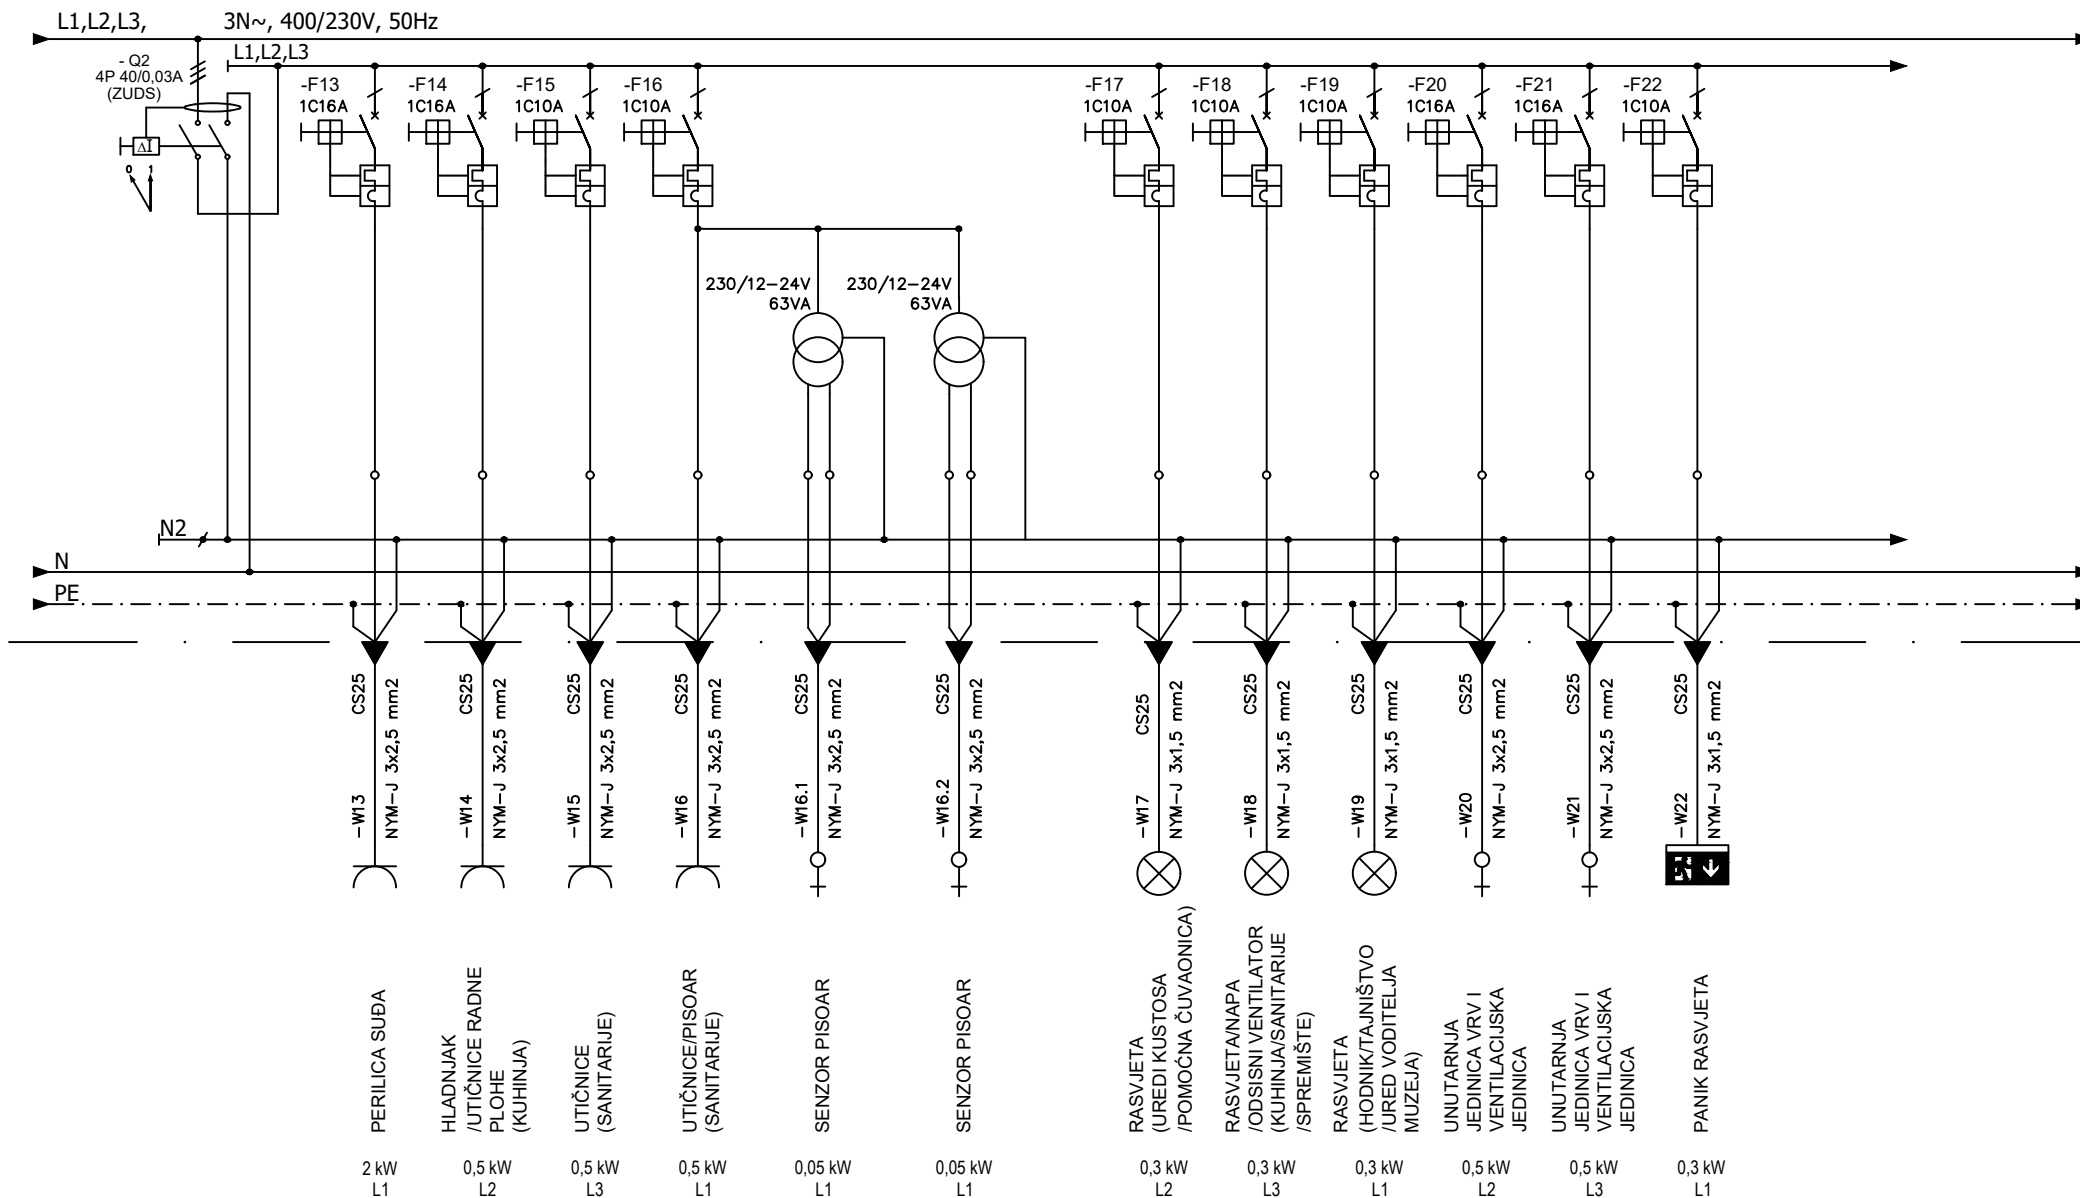 L1,L2,L3,
3N~, 400/230V, 50Hz
L1,L2,L3
- Q2
4P 40/0,03A
(ZUDS)
ΔI
0 1
-F13
1C16A
-F14
1C16A
-F15
1C10A
-F16
1C10A
-F17
1C10A
-F18
1C10A
-F19
1C10A
-F20
1C16A
-F21
1C16A
-F22
1C10A
230/12-24V
63VA
230/12-24V
63VA
N2
N
PE
-W13 CS25
NYM-J 3x2,5 mm2
-W14 CS25
NYM-J 3x2,5 mm2
-W15 CS25
NYM-J 3x2,5 mm2
-W16 CS25
NYM-J 3x2,5 mm2
-W16.1 CS25
NYM-J 3x2,5 mm2
-W16.2 CS25
NYM-J 3x2,5 mm2
-W17 CS25
NYM-J 3x1,5 mm2
-W18 CS25
NYM-J 3x1,5 mm2
-W19 CS25
NYM-J 3x1,5 mm2
-W20 CS25
NYM-J 3x2,5 mm2
-W21 CS25
NYM-J 3x2,5 mm2
-W22 CS25
NYM-J 3x1,5 mm2
PERILICA SUĐA
HLADNJAK
/UTIČNICE RADNE
PLOHE
(KUHINJA)
UTIČNICE
(SANITARIJE)
UTIČNICE/PISOAR
(SANITARIJE)
SENZOR PISOAR
SENZOR PISOAR
RASVJETA
(UREDI KUSTOSA
/POMOĆNA ČUVAONICA)
RASVJETA/NAPA
/ODSISNI VENTILATOR
(KUHINJA/SANITARIJE
/SPREMIŠTE)
RASVJETA
(HODNIK/TAJNIŠTVO
/URED VODITELJA
MUZEJA)
UNUTARNJA
JEDINICA VRV I
VENTILACIJSKA
JEDINICA
UNUTARNJA
JEDINICA VRV I
VENTILACIJSKA
JEDINICA
PANIK RASVJETA
2 kW
L1
0,5 kW
L2
0,5 kW
L3
0,5 kW
L1
0,05 kW
L1
0,05 kW
L1
0,3 kW
L2
0,3 kW
L3
0,3 kW
L1
0,5 kW
L2
0,5 kW
L3
0,3 kW
L1